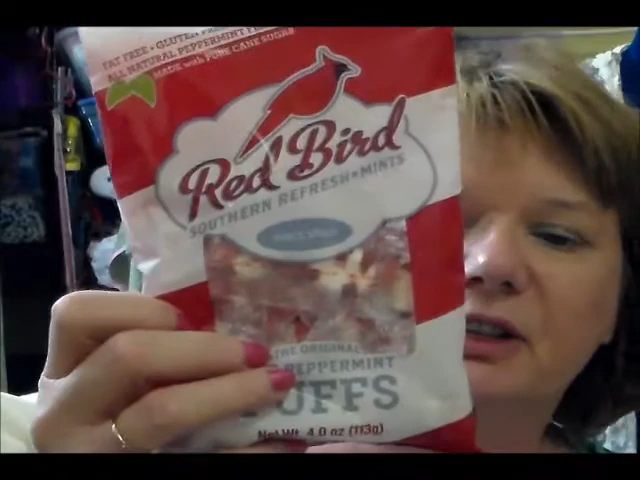 FAT FREE • GLUTEN
ALL NATURAL PEPPERMINT
MADE with PURE CANE SUGAR
Red Bird
SOUTHERN REFRESH•MINTS
THE ORIGINAL
PEPPERMINT
PUFFS
Net Wt. 4.0 oz (113g)